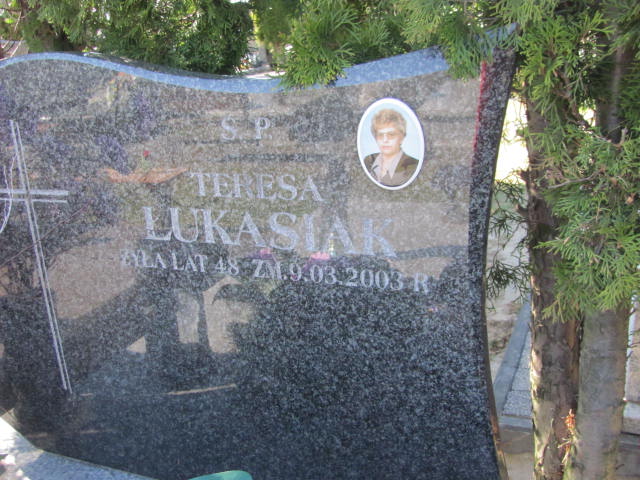 S P
TERESA
ŁUKASIAK
ŻYŁA LAT 48 ZM.9.03.2003 R